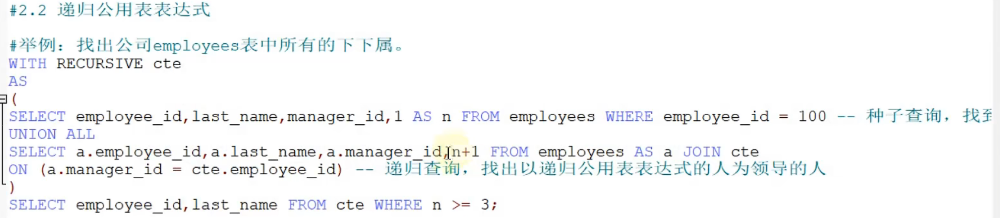 #2.2 递归公用表表达式
#举例：找出公司employees表中所有的下下属。
WITH RECURSIVE cte
AS
(
SELECT employee_id,last_name,manager_id,1 AS n FROM employees WHERE employee_id = 100 -- 种子查询，找到
UNION ALL
SELECT a.employee_id,a.last_name,a.manager_id,n+1 FROM employees AS a JOIN cte
ON (a.manager_id = cte.employee_id) -- 递归查询，找出以递归公用表表达式的人为领导的人
)
SELECT employee_id,last_name FROM cte WHERE n >= 3;